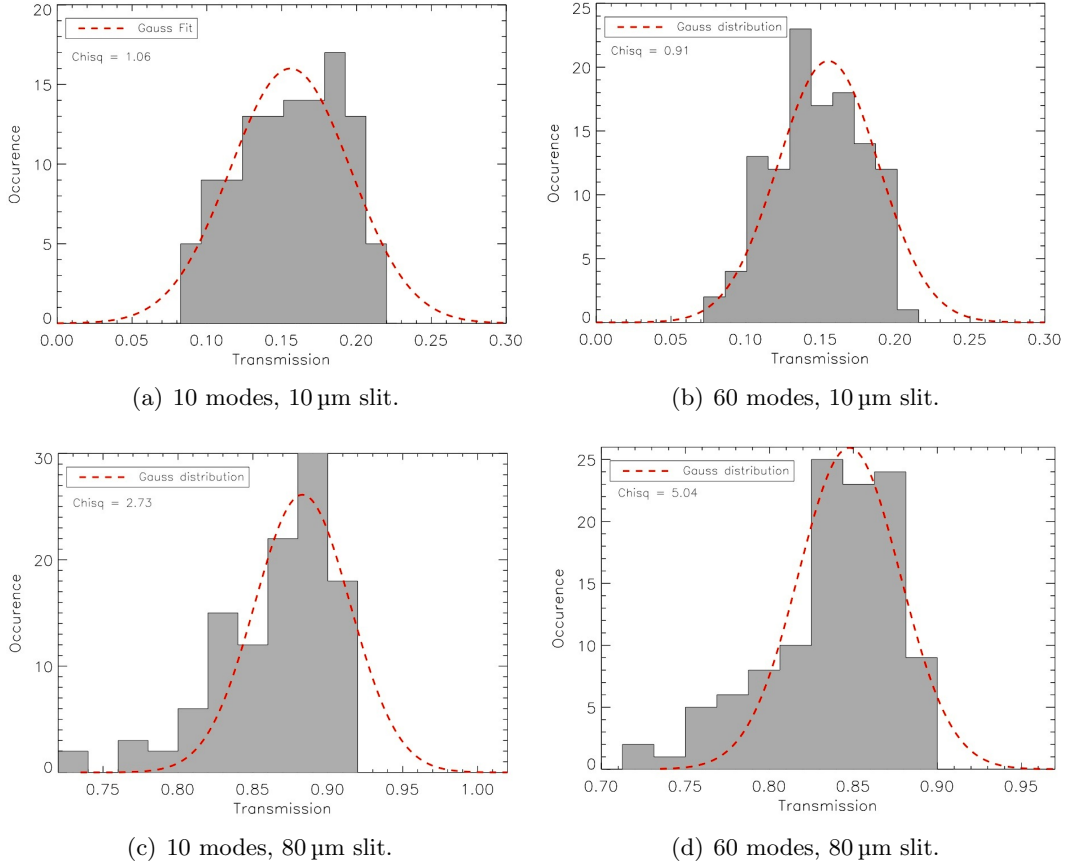 20
15
10
5
0
Occurence
Gauss Fit
Chisq = 1.06
0.00 0.05 0.10 0.15 0.20 0.25 0.30
Transmission
(a) 10 modes, 10 µm slit.
25
20
15
10
5
0
Occurence
Gauss distribution
Chisq = 0.91
0.00 0.05 0.10 0.15 0.20 0.25 0.30
Transmission
(b) 60 modes, 10 µm slit.
30
20
10
0
Occurence
Gauss distribution
Chisq = 2.73
0.75 0.80 0.85 0.90 0.95 1.00
Transmission
(c) 10 modes, 80 µm slit.
25
20
15
10
5
0
Occurence
Gauss distribution
Chisq = 5.04
0.70 0.75 0.80 0.85 0.90 0.95
Transmission
(d) 60 modes, 80 µm slit.